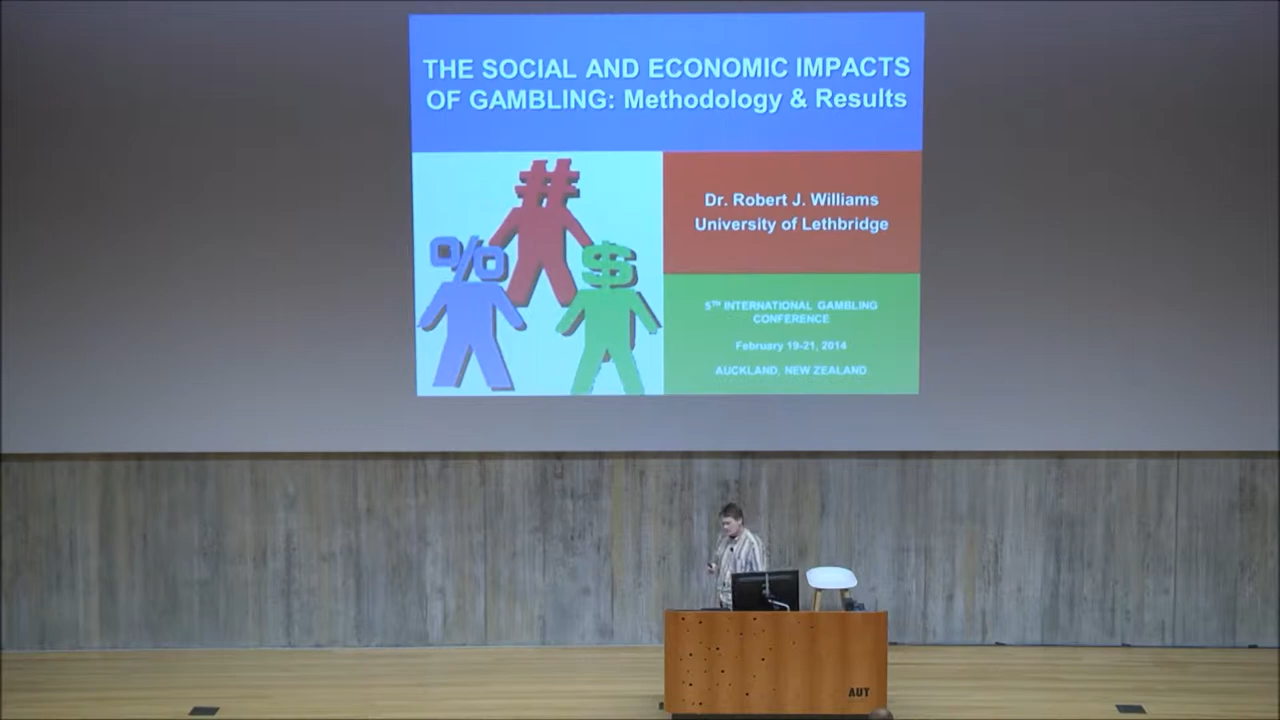 THE SOCIAL AND ECONOMIC IMPACTS
OF GAMBLING: Methodology & Results
#
%
$
Dr. Robert J. Williams
University of Lethbridge
5TH INTERNATIONAL GAMBLING
CONFERENCE
February 19-21, 2014
AUCKLAND, NEW ZEALAND
AUT